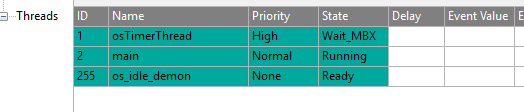 Threads
ID Name Priority State Delay Event Value E
1 osTimerThread High Wait_MBX
2 main Normal Running
255 os_idle_demon None Ready